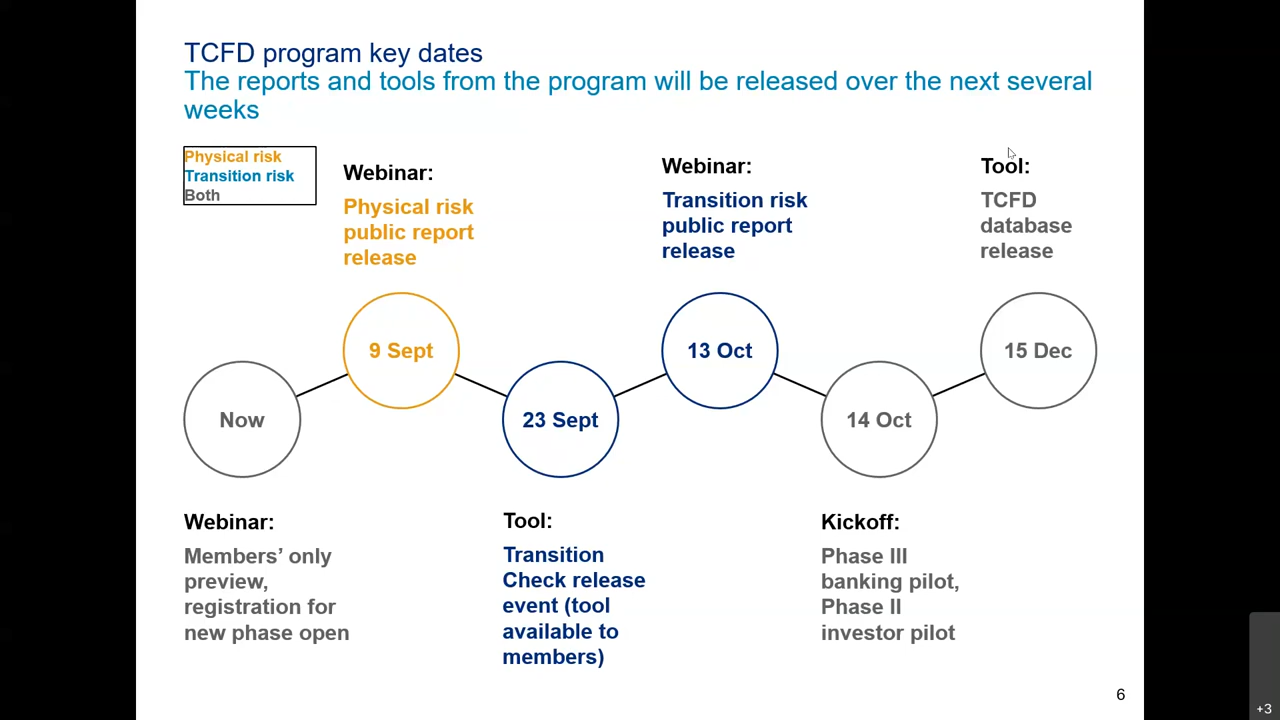 TCFD program key dates
The reports and tools from the program will be released over the next several
weeks
Physical risk
Transition risk
Both
Webinar:
Physical risk
public report
release
Webinar:
Transition risk
public report
release
Tool:
TCFD
database
release
Now
9 Sept
23 Sept
13 Oct
14 Oct
15 Dec
Webinar:
Members’ only
preview,
registration for
new phase open
Tool:
Transition
Check release
event (tool
available to
members)
Kickoff:
Phase III
banking pilot,
Phase II
investor pilot
6
+3